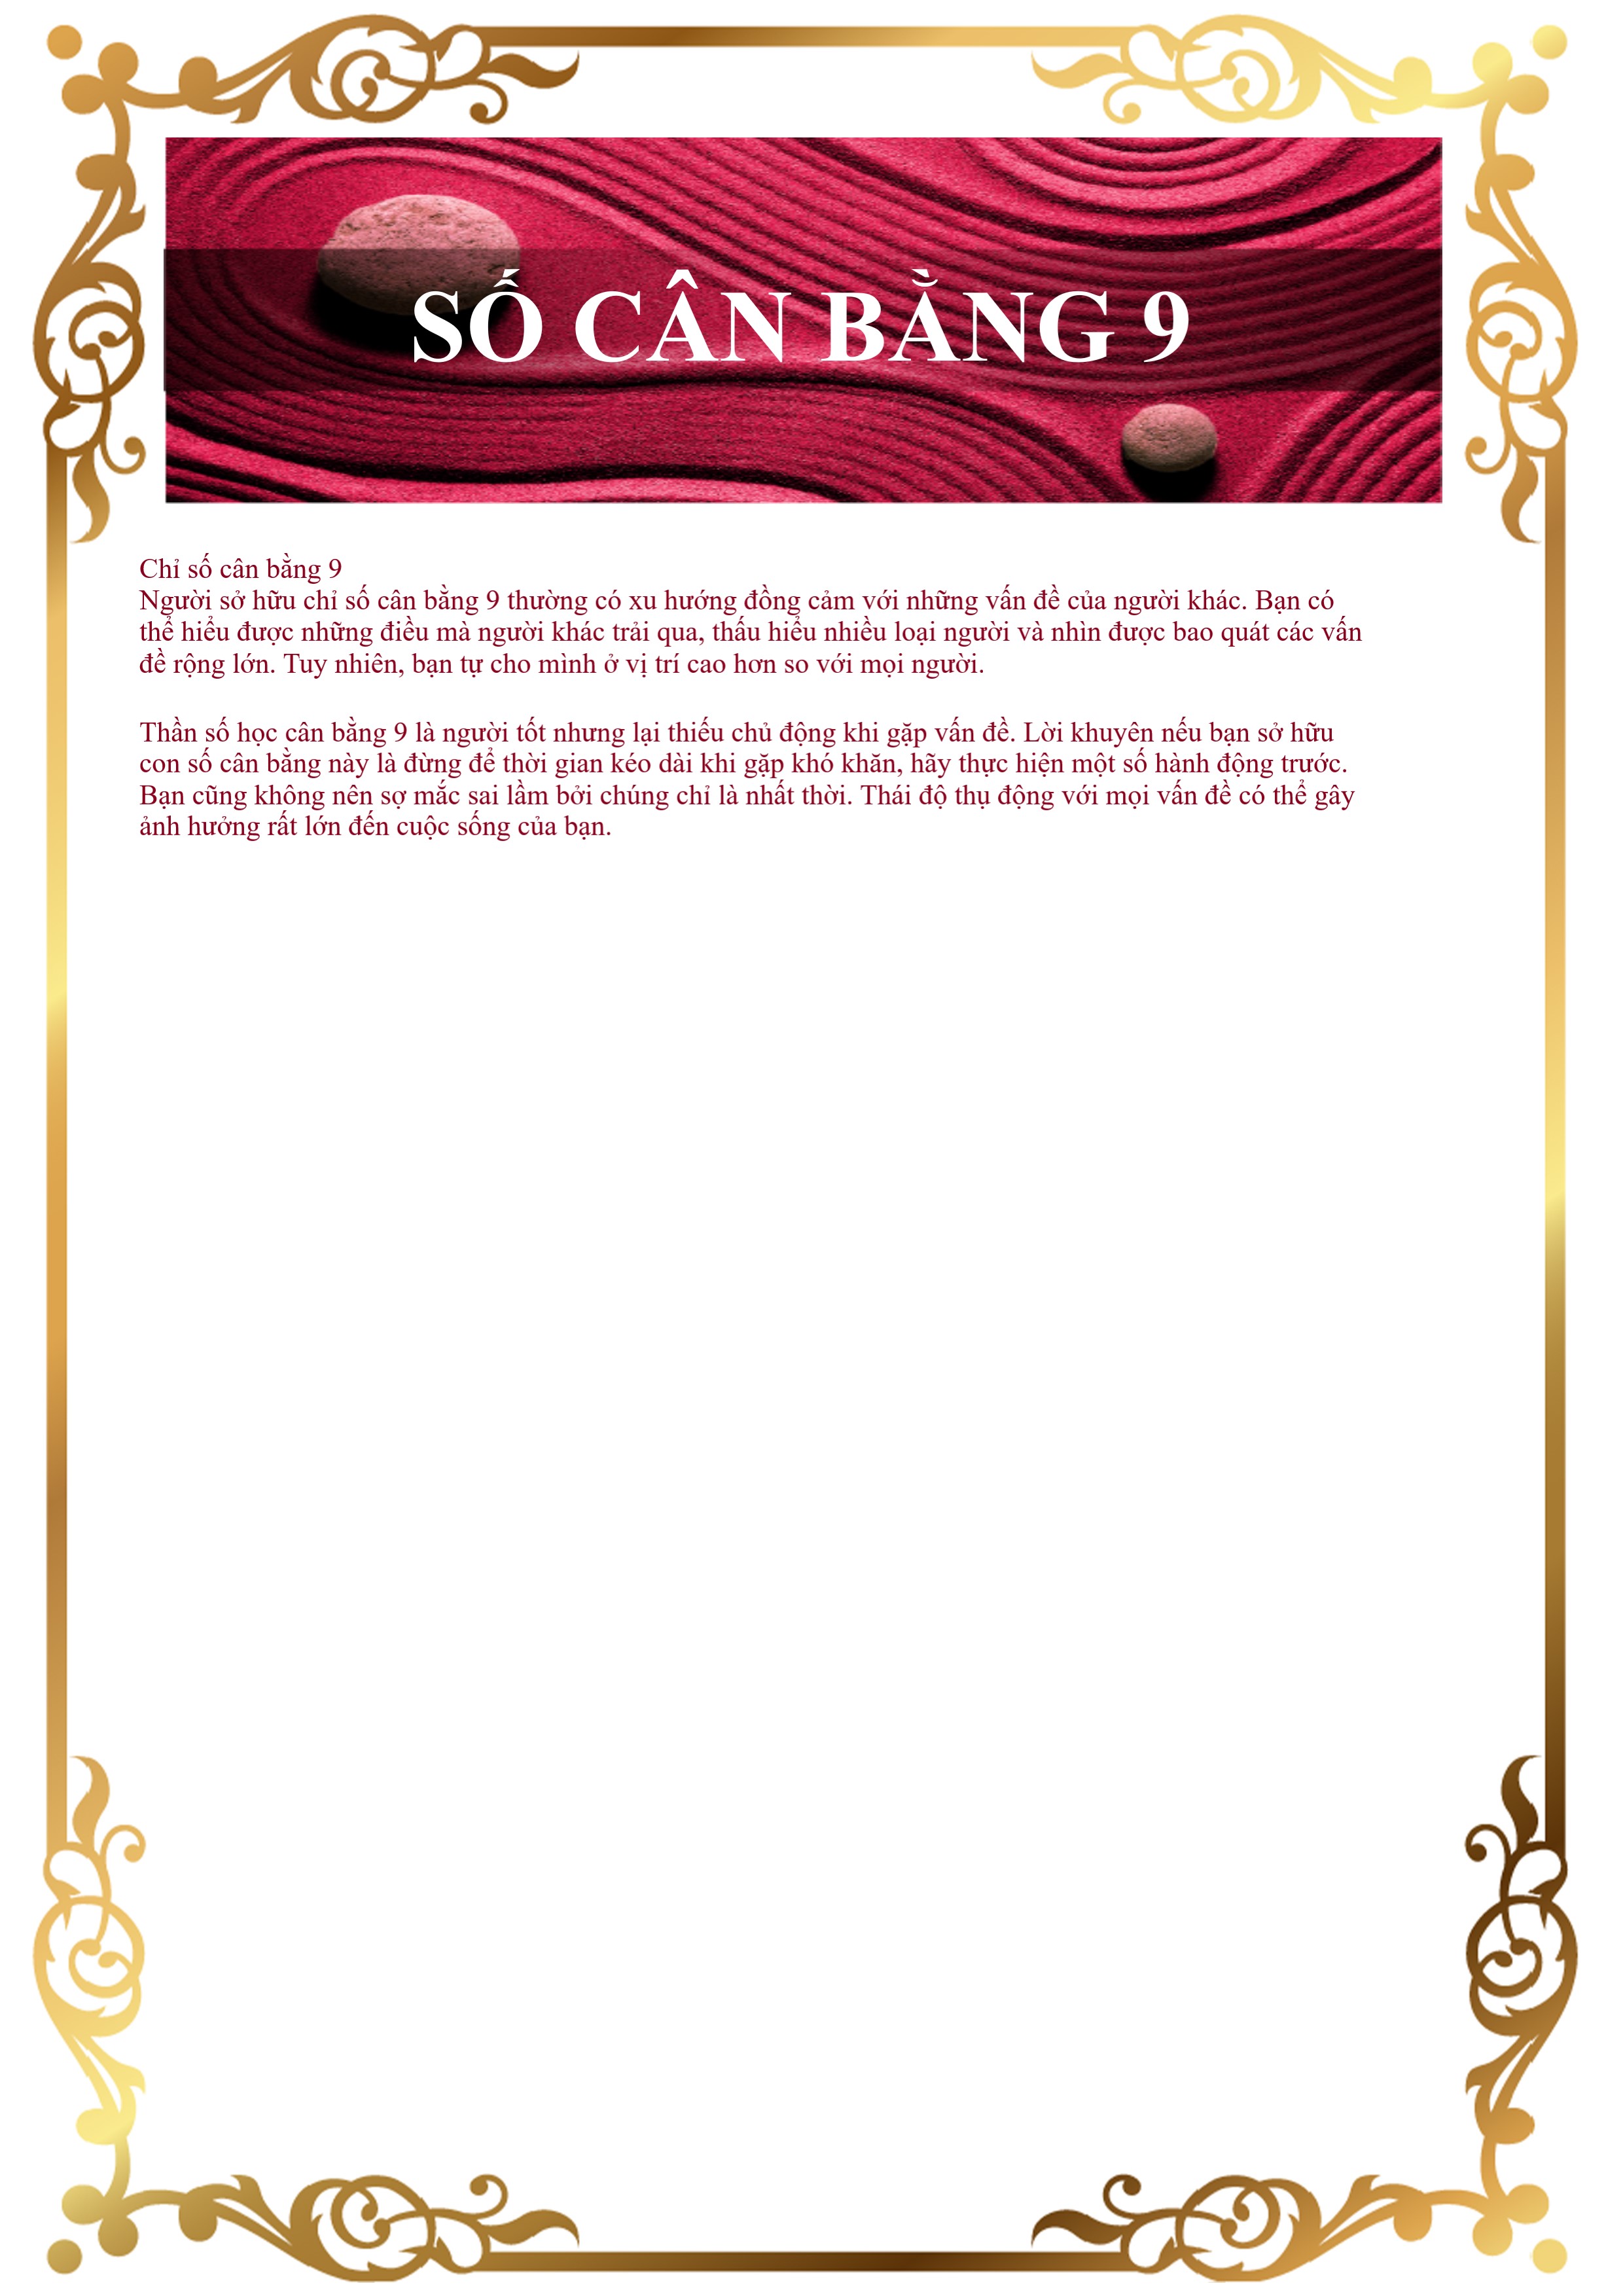 SỐ CÂN BẰNG 9
Chỉ số cân bằng 9
Người sở hữu chỉ số cân bằng 9 thường có xu hướng đồng cảm với những vấn đề của người khác. Bạn có
thể hiểu được những điều mà người khác trải qua, thấu hiểu nhiều loại người và nhìn được bao quát các vấn
đề rộng lớn. Tuy nhiên, bạn tự cho mình ở vị trí cao hơn so với mọi người.
Thần số học cân bằng 9 là người tốt nhưng lại thiếu chủ động khi gặp vấn đề. Lời khuyên nếu bạn sở hữu
con số cân bằng này là đừng để thời gian kéo dài khi gặp khó khăn, hãy thực hiện một số hành động trước.
Bạn cũng không nên sợ mắc sai lầm bởi chúng chỉ là nhất thời. Thái độ thụ động với mọi vấn đề có thể gây
ảnh hưởng rất lớn đến cuộc sống của bạn.